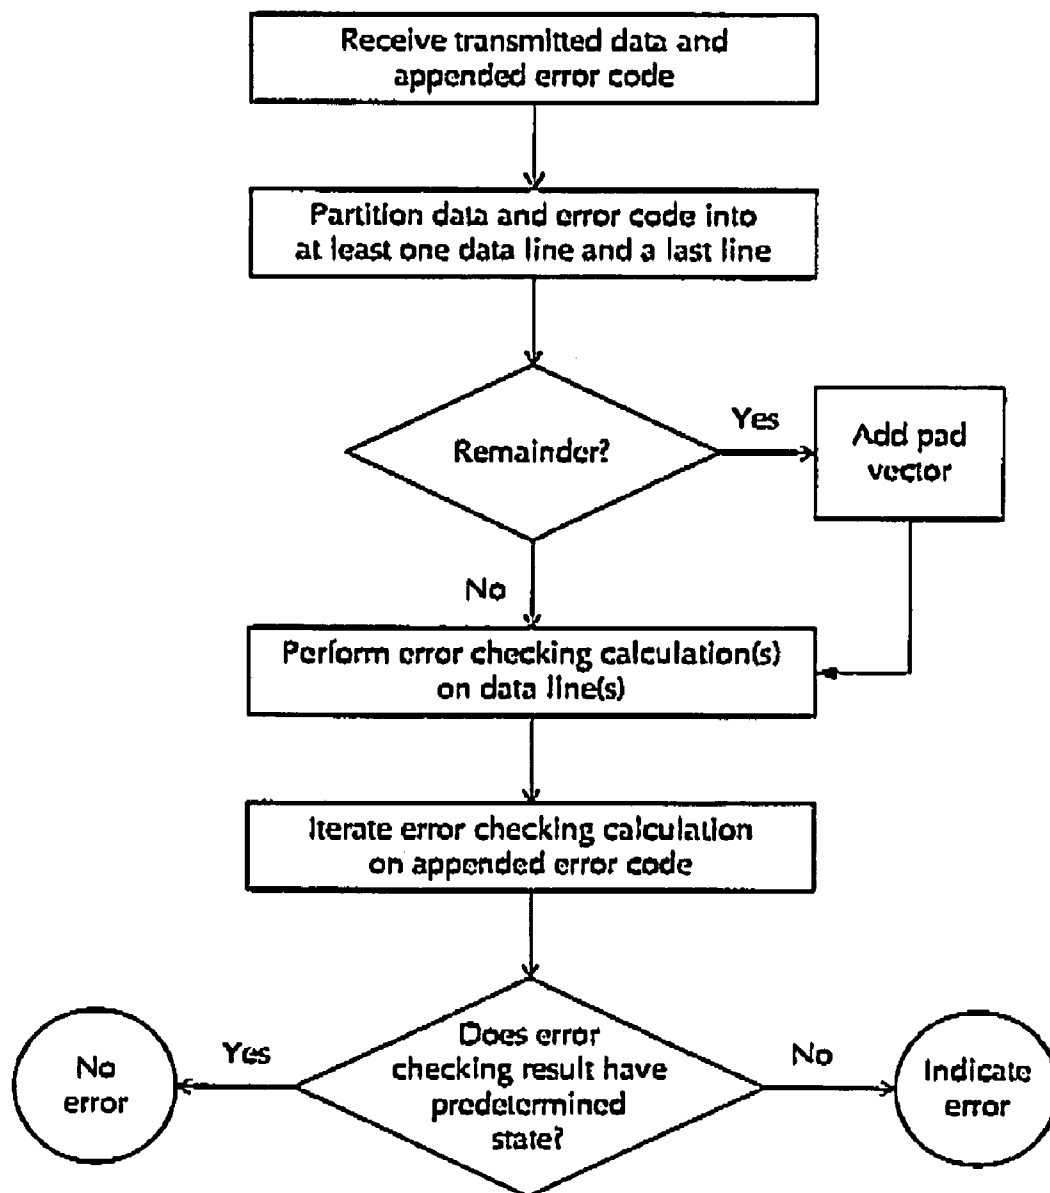 Receive transmitted data and
appended error code
Partition data and error code into
at least one data line and a last line
Remainder?
Yes
Add pad
vector
No
Perform error checking calculation(s)
on data line(s)
Iterate error checking calculation
on appended error code
Does error
checking result have
predetermined
state?
Yes
No
error
No
Indicate
error